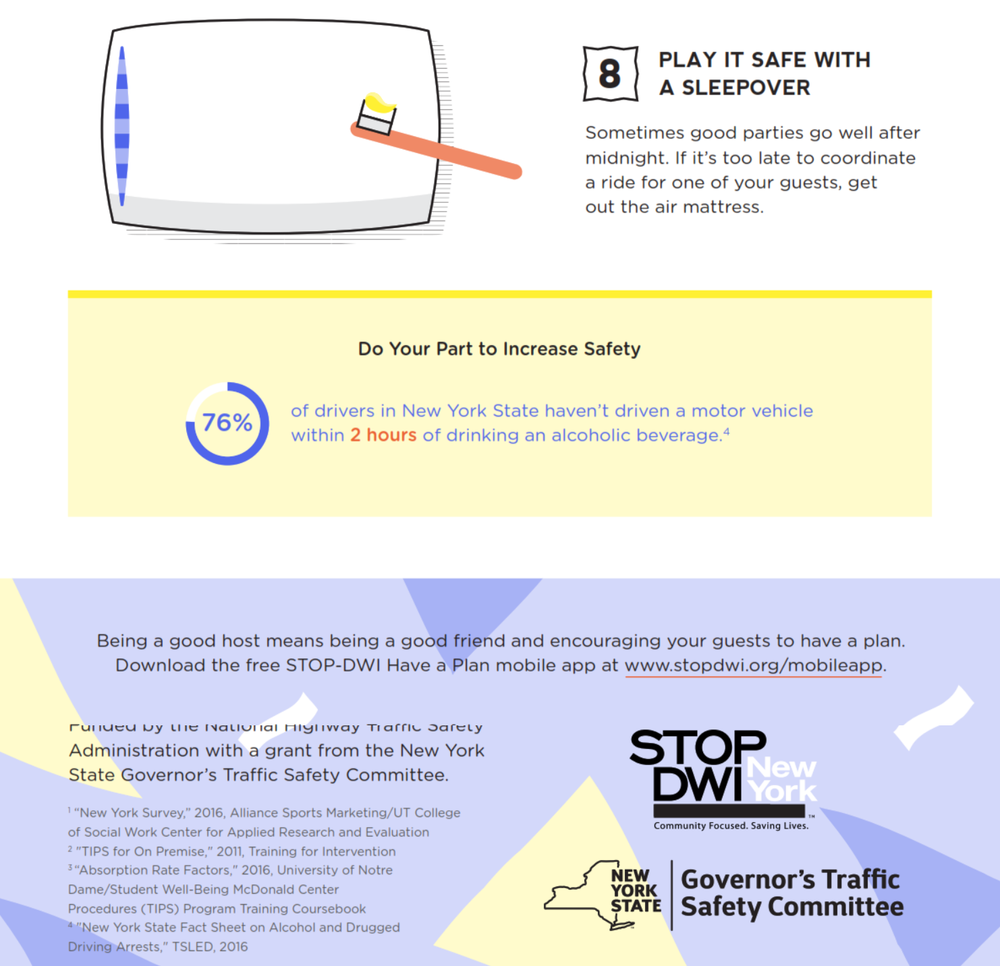 8
PLAY IT SAFE WITH
A SLEEPOVER
Sometimes good parties go well after
midnight. If it's too late to coordinate
a ride for one of your guests, get
out the air mattress.
Do Your Part to Increase Safety
76%
of drivers in New York State haven't driven a motor vehicle
within 2 hours of drinking an alcoholic beverage.⁴
Being a good host means being a good friend and encouraging your guests to have a plan.
Download the free STOP-DWI Have a Plan mobile app at www.stopdwi.org/mobileapp.
Funded by the National Highway Traffic Safety
Administration with a grant from the New York
State Governor's Traffic Safety Committee.
¹ "New York Survey," 2016, Alliance Sports Marketing/UT College
of Social Work Center for Applied Research and Evaluation
² "TIPS for On Premise," 2011, Training for Intervention
³ "Absorption Rate Factors," 2016, University of Notre
Dame/Student Well-Being McDonald Center
Procedures (TIPS) Program Training Coursebook
⁴ "New York State Fact Sheet on Alcohol and Drugged
Driving Arrests," TSLED, 2016
STOP
DWI New
York
TM
Community Focused. Saving Lives.
NEW
YORK
STATE
Governor's Traffic
Safety Committee